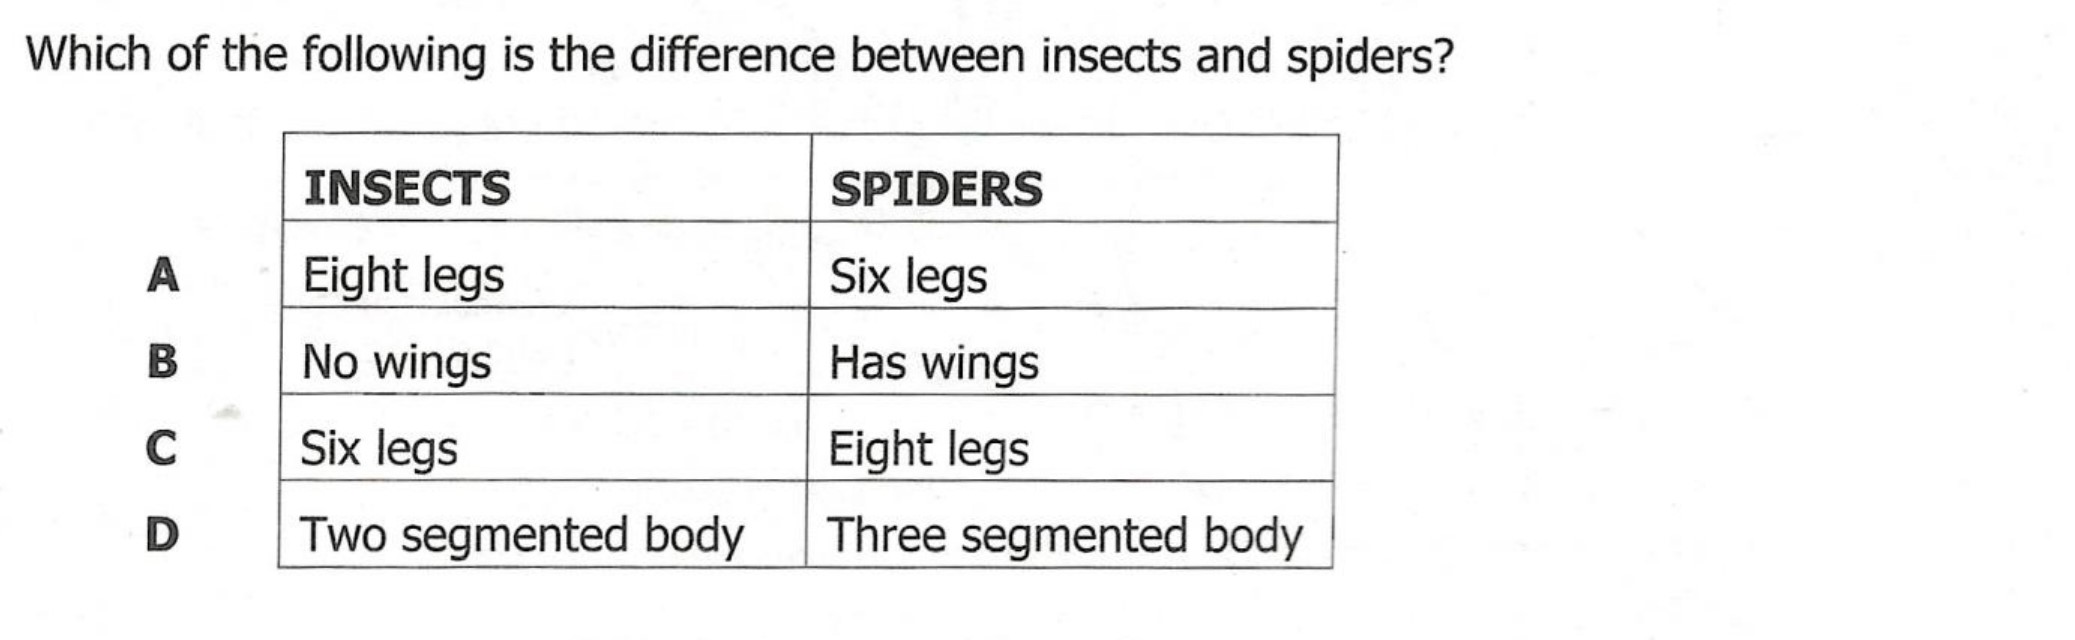 Which of the following is the difference between insects and spiders?
INSECTS SPIDERS
A Eight legs Six legs
B No wings Has wings
C Six legs Eight legs
D Two segmented body Three segmented body